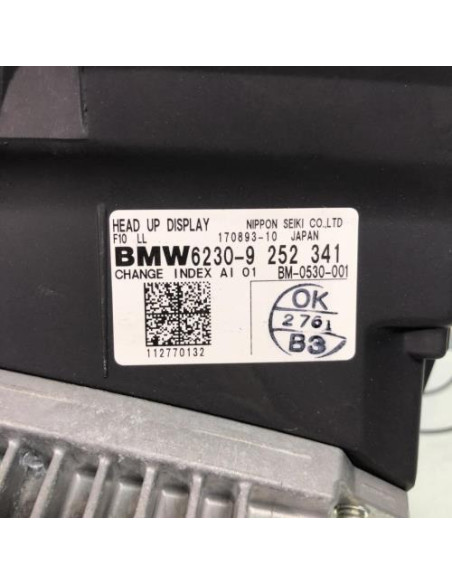 HEAD UP DISPLAY NIPPON SEIKI CO.,LTD
F10 LL 170893-10 JAPAN
BMW6230-9 252 341
CHANGE INDEX AI 01 BM-0530-001
OK
2761
B3
112770132